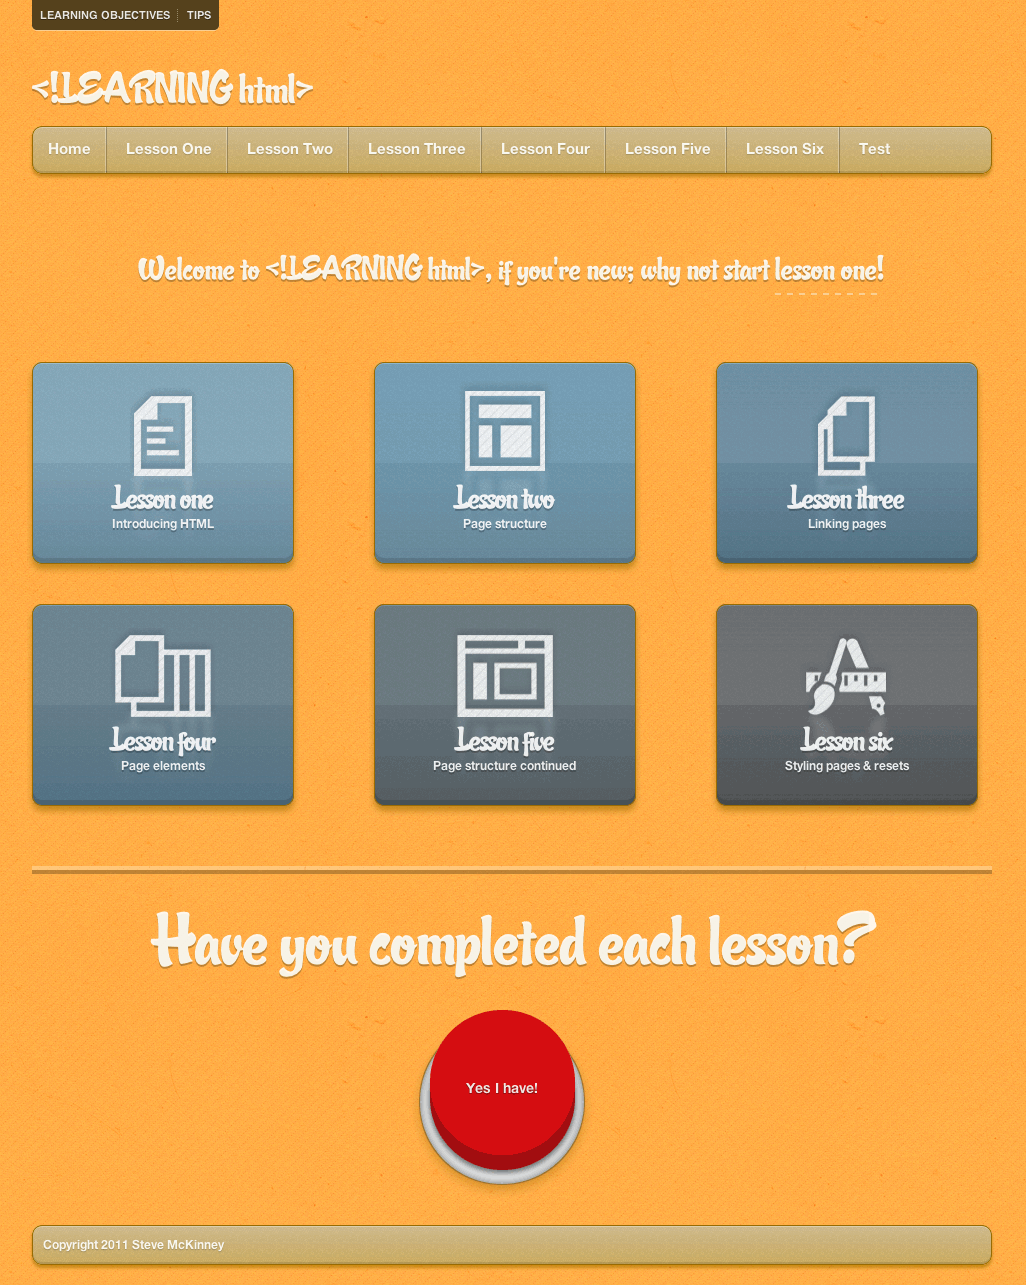 LEARNING OBJECTIVES TIPS
<!LEARNING html>
Home Lesson One Lesson Two Lesson Three Lesson Four Lesson Five Lesson Six Test
Welcome to <!LEARNING html>, if you're new; why not start lesson one!
Lesson one
Introducing HTML
Lesson two
Page structure
Lesson three
Linking pages
Lesson four
Page elements
Lesson five
Page structure continued
Lesson six
Styling pages & resets
Have you completed each lesson?
Yes I have!
Copyright 2011 Steve McKinney